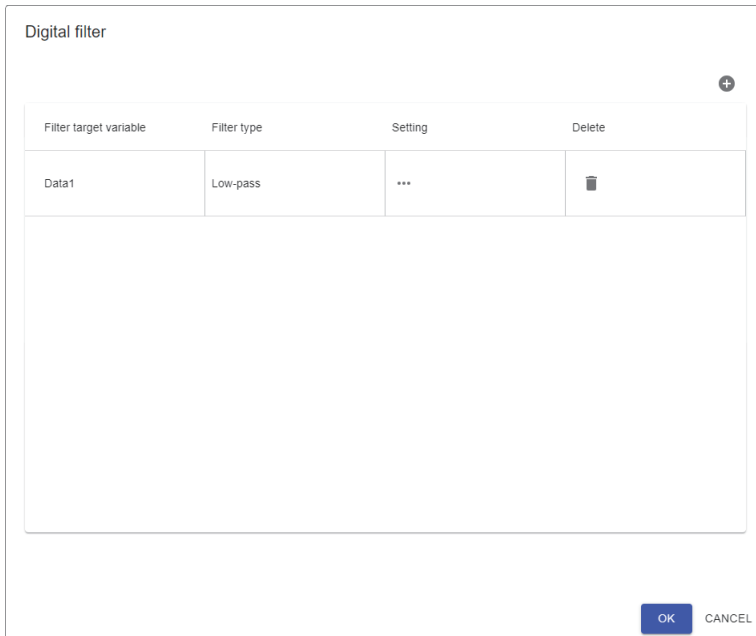 Digital filter
Filter target variable Filter type Setting Delete
Data1 Low-pass
OK CANCEL